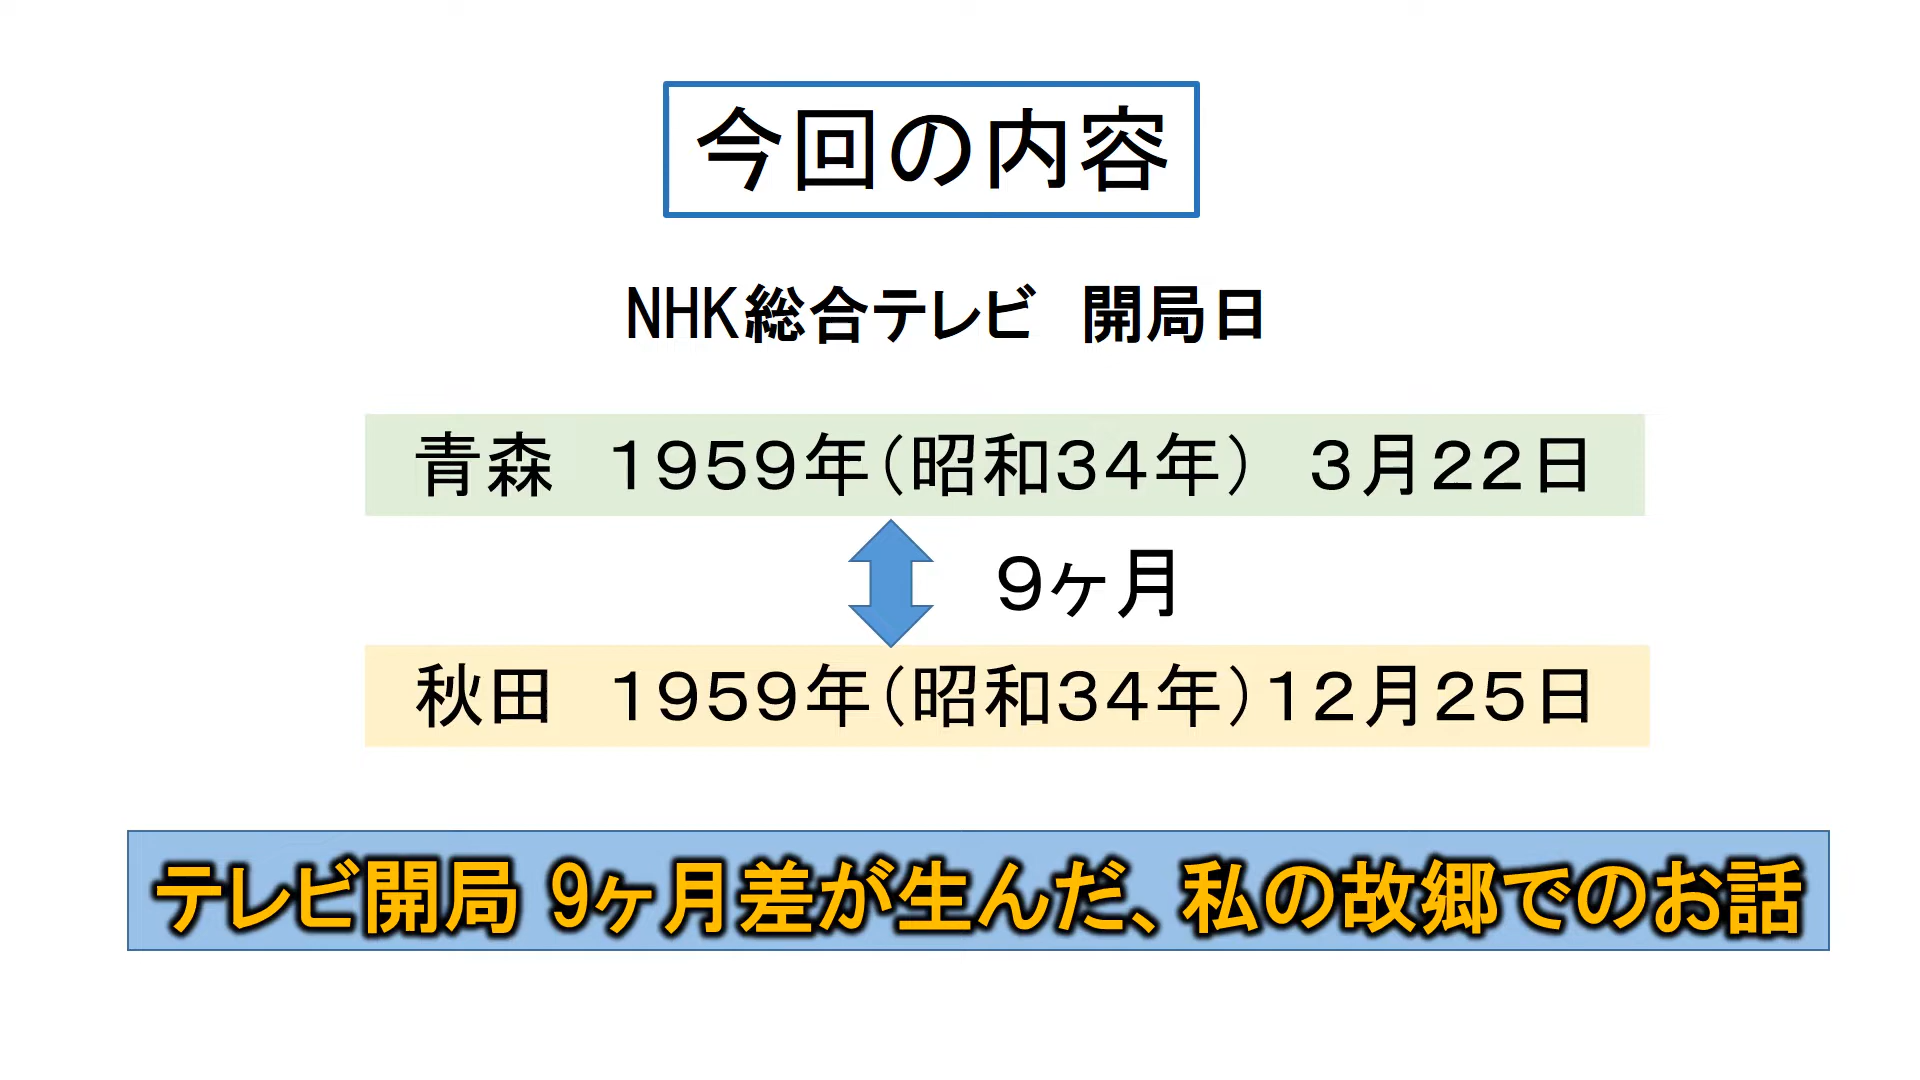 今回の内容
NHK総合テレビ　開局日
青森　１９５９年（昭和３４年）　３月２２日
９ヶ月
秋田　１９５９年（昭和３４年）１２月２５日
テレビ開局 9ヶ月差が生んだ、私の故郷でのお話